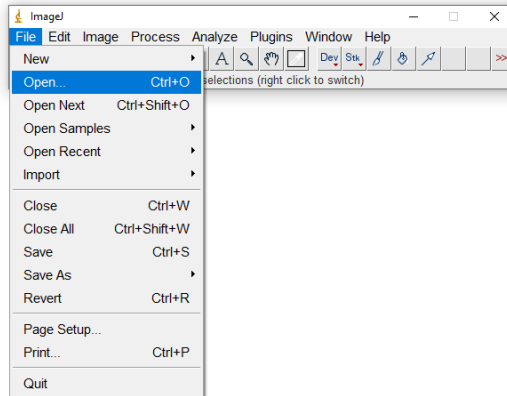 ImageJ
File Edit Image Process Analyze Plugins Window Help
New
A Dev Stk >>
Open... Ctrl+O
selections (right click to switch)
Open Next Ctrl+Shift+O
Open Samples
Open Recent
Import
Close Ctrl+W
Close All Ctrl+Shift+W
Save Ctrl+S
Save As
Revert Ctrl+R
Page Setup...
Print... Ctrl+P
Quit